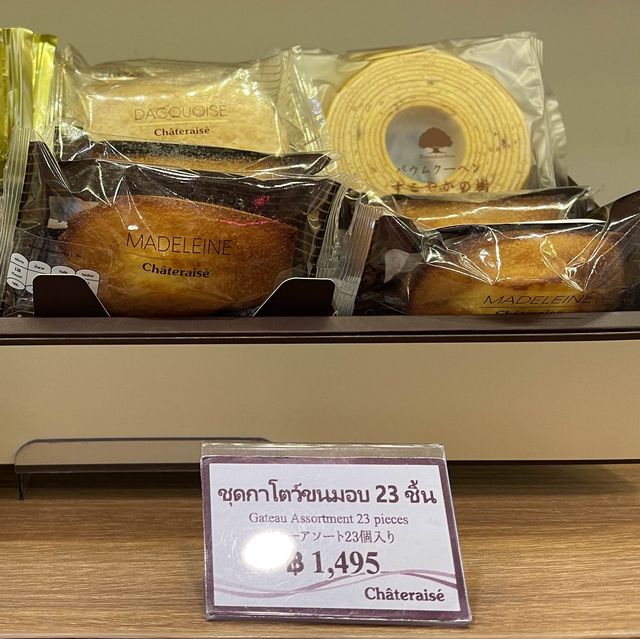 DACQUOISE
Châteraisé
バウムクーヘン
すこやかの樹
MADELEINE
Châteraisé
MADELEINE
Châteraisé
ชุดกาโตว์ขนมอบ 23 ชิ้น
Gateau Assortment 23 pieces
ーアソート23個入り
฿ 1,495
Châteraisé